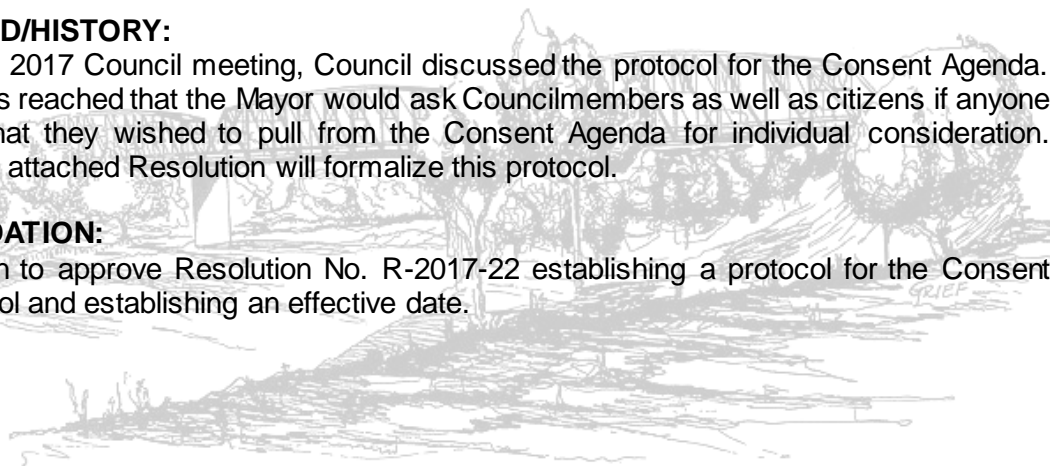 D/HISTORY:
2017 Council meeting, Council discussed the protocol for the Consent Agenda.
s reached that the Mayor would ask Councilmembers as well as citizens if anyone
hat they wished to pull from the Consent Agenda for individual consideration.
attached Resolution will formalize this protocol.
DATION:
n to approve Resolution No. R-2017-22 establishing a protocol for the Consent
ol and establishing an effective date.
GRIEF